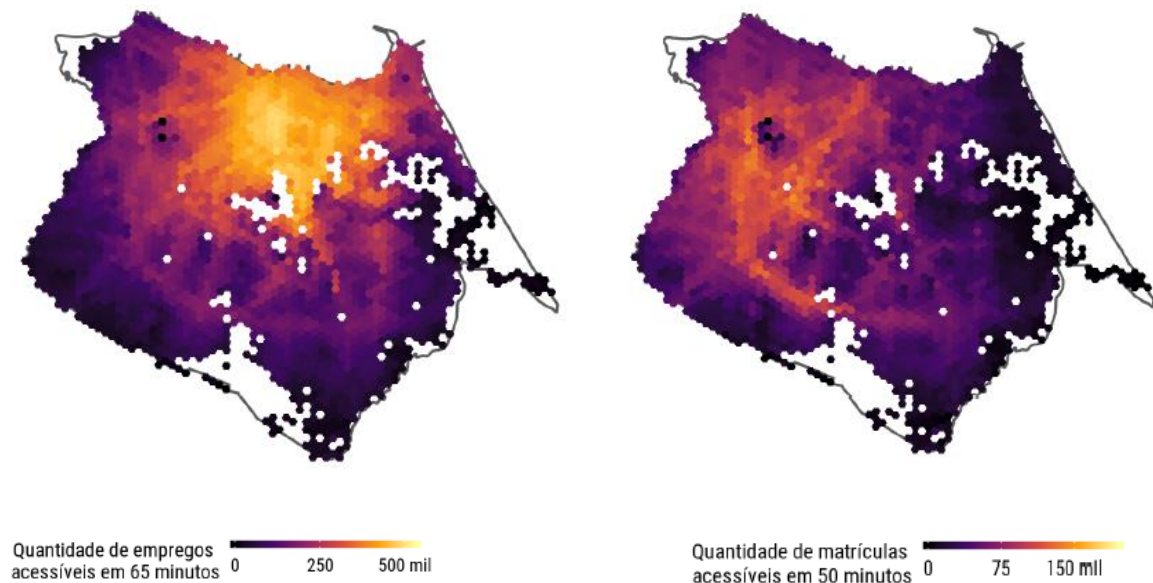 Quantidade de empregos
acessíveis em 65 minutos
0 250 500 mil
Quantidade de matrículas
acessíveis em 50 minutos
0 75 150 mil